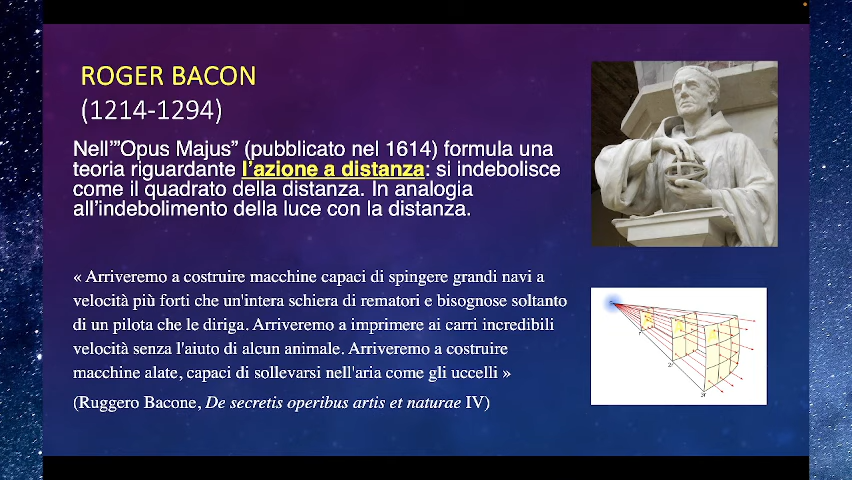 ROGER BACON
(1214-1294)
Nell'”Opus Majus” (pubblicato nel 1614) formula una
teoria riguardante l'azione a distanza: si indebolisce
come il quadrato della distanza. In analogia
all'indebolimento della luce con la distanza.
« Arriveremo a costruire macchine capaci di spingere grandi navi a
velocità più forti che un'intera schiera di rematori e bisognose soltanto
di un pilota che le diriga. Arriveremo a imprimere ai carri incredibili
velocità senza l'aiuto di alcun animale. Arriveremo a costruire
macchine alate, capaci di sollevarsi nell'aria come gli uccelli »
(Ruggero Bacone, De secretis operibus artis et naturae IV)